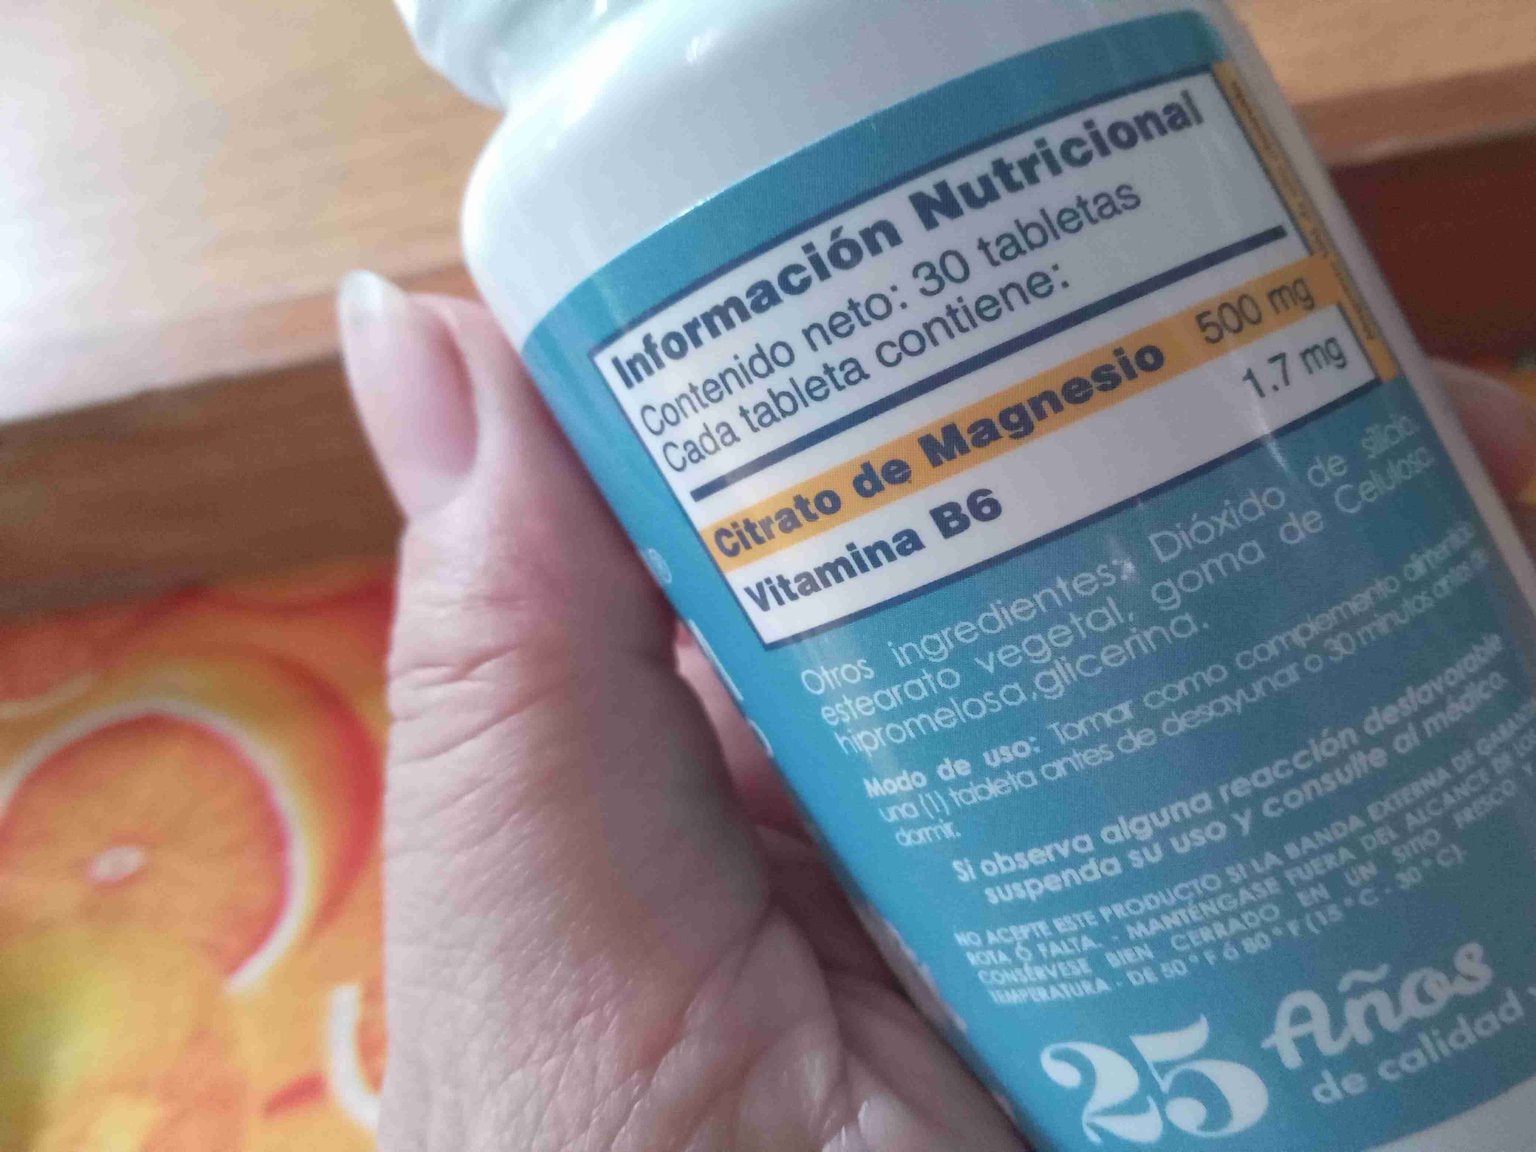 Información Nutricional
Contenido neto: 30 tabletas
Cada tableta contiene:
Citrato de Magnesio 500 mg
Vitamina B6 1.7 mg
Otros ingredientes: Dióxido de silicio,
estearato vegetal, goma de Celulosa,
hipromelosa,glicerina.
Modo de uso: Tomar como complemento alimenticio
una (1) tableta antes de desayunar o 30 minutos antes de
dormir.
Si observa alguna reacción desfavorable
suspenda su uso y consulte al médico.
NO ACEPTE ESTE PRODUCTO SI LA BANDA EXTERNA DE
ROTA Ó FALTA. - MANTÉNGASE FUERA DEL ALCANCE DE
CONSÉRVESE BIEN CERRADO EN UN SITIO FRESCO
TEMPERATURA - DE 50 ° F Ó 80 ° F (15 ° C - 30 ° C).
25 Años
de calidad